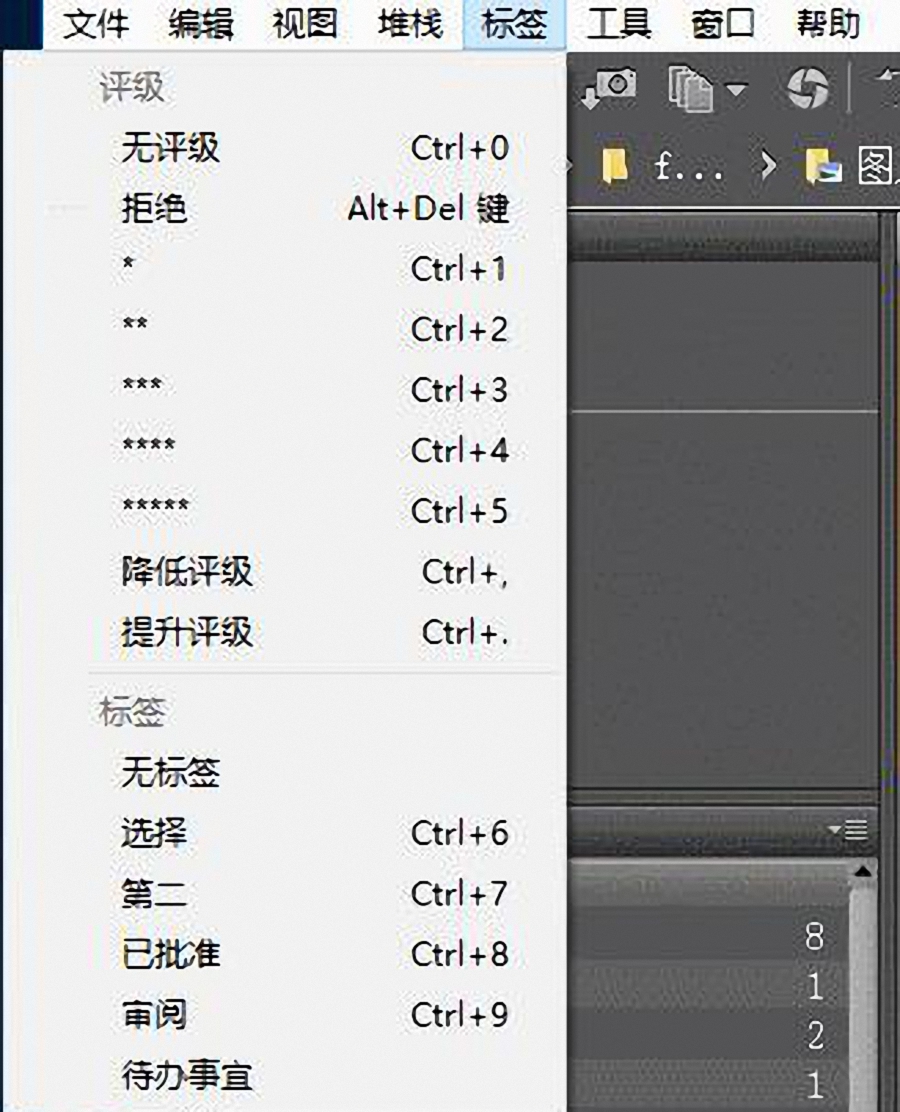 文件 编辑 视图 堆栈 标签 工具 窗口 帮助
评级
无评级 Ctrl+0
f...
拒绝 Alt+Del 键
* Ctrl+1
** Ctrl+2
*** Ctrl+3
**** Ctrl+4
***** Ctrl+5
降低评级 Ctrl+,
提升评级 Ctrl+.
标签
无标签
选择 Ctrl+6
第二 Ctrl+7
已批准 Ctrl+8
审阅 Ctrl+9
待办事宜
8
1
2
1